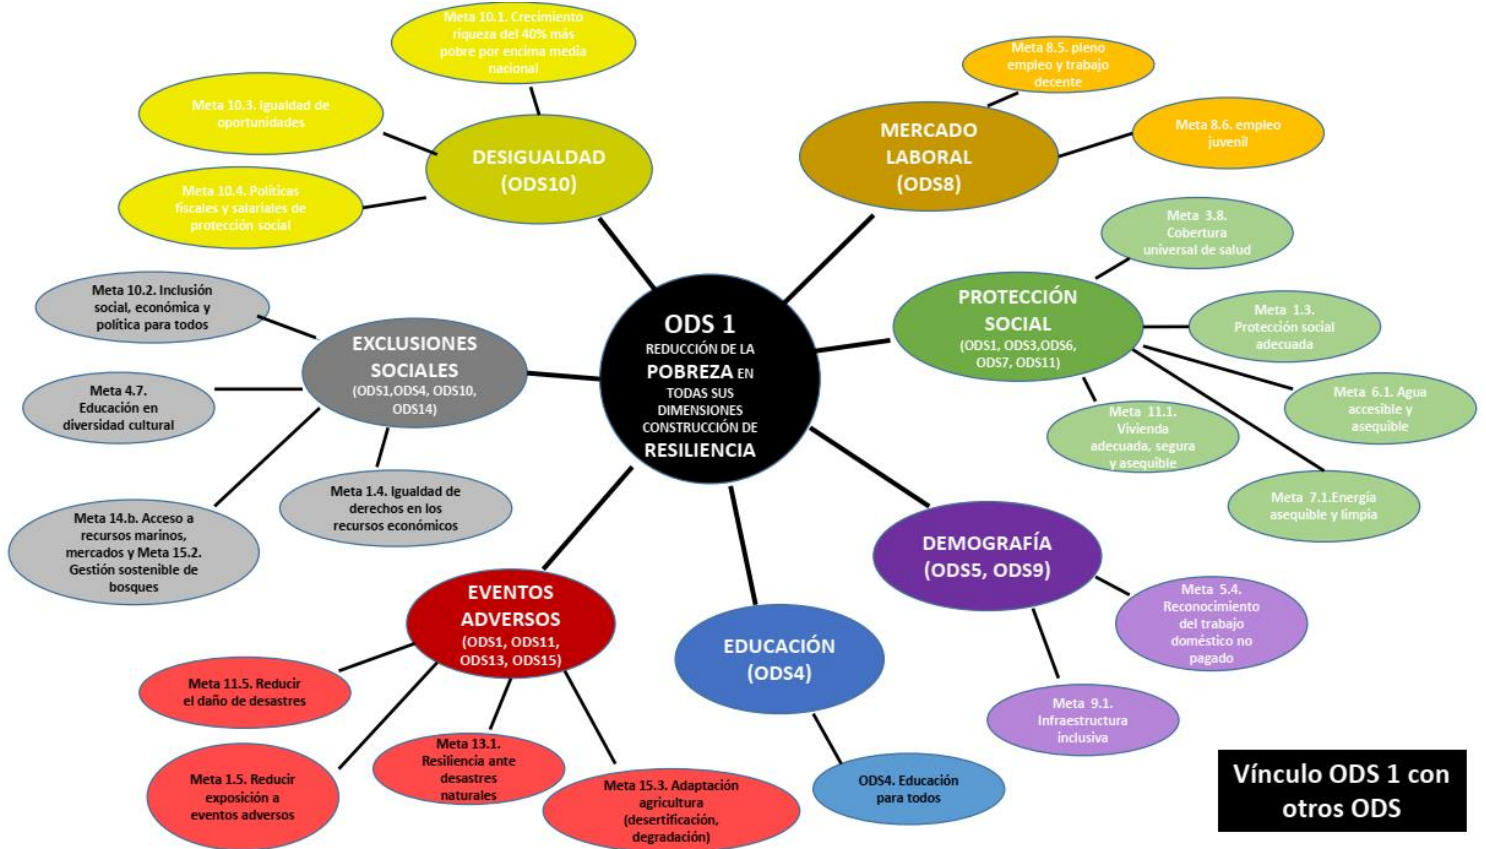 Meta 10.1. Crecimiento
riqueza del 40% más
pobre por encima media
nacional
Meta 10.3. Igualdad de
oportunidades
Meta 10.4. Políticas
fiscales y salariales de
protección social
DESIGUALDAD
(ODS10)
Meta 8.5. pleno
empleo y trabajo
decente
Meta 8.6. empleo
juvenil
MERCADO
LABORAL
(ODS8)
Meta 3.8.
Cobertura
universal de salud
PROTECCIÓN
SOCIAL
(ODS1, ODS3,ODS6,
ODS7, ODS11)
Meta 1.3.
Protección social
adecuada
Meta 6.1. Agua
accesible y
asequible
Meta 11.1.
Vivienda
adecuada, segura
y asequible
Meta 7.1.Energía
asequible y limpia
ODS 1
REDUCCIÓN DE LA
POBREZA EN
TODAS SUS
DIMENSIONES
CONSTRUCCIÓN DE
RESILIENCIA
Meta 10.2. Inclusión
social, económica y
política para todos
EXCLUSIONES
SOCIALES
(ODS1,ODS4, ODS10,
ODS14)
Meta 4.7.
Educación en
diversidad cultural
Meta 1.4. Igualdad de
derechos en los
recursos económicos
Meta 14.b. Acceso a
recursos marinos,
mercados y Meta 15.2.
Gestión sostenible de
bosques
DEMOGRAFÍA
(ODS5, ODS9)
Meta 5.4.
Reconocimiento
del trabajo
doméstico no
pagado
Meta 9.1.
Infraestructura
inclusiva
EVENTOS
ADVERSOS
(ODS1, ODS11,
ODS13, ODS15)
Meta 11.5. Reducir
el daño de desastres
Meta 1.5. Reducir
exposición a
eventos adversos
Meta 13.1.
Resiliencia ante
desastres
naturales
Meta 15.3. Adaptación
agricultura
(desertificación,
degradación)
EDUCACIÓN
(ODS4)
ODS4. Educación
para todos
Vínculo ODS 1 con
otros ODS